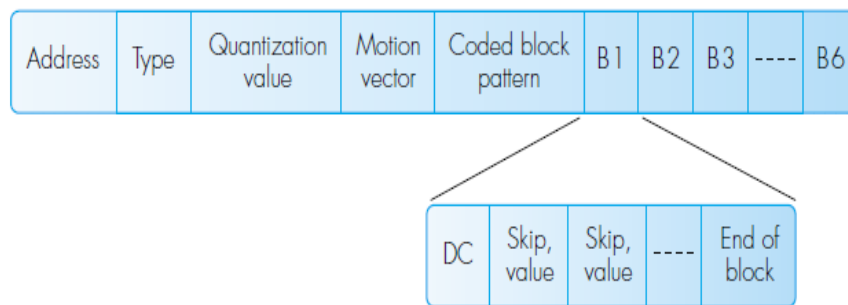 Address Type Quantization value Motion vector Coded block pattern B1 B2 B3 ---- B6
DC Skip, value Skip, value ---- End of block